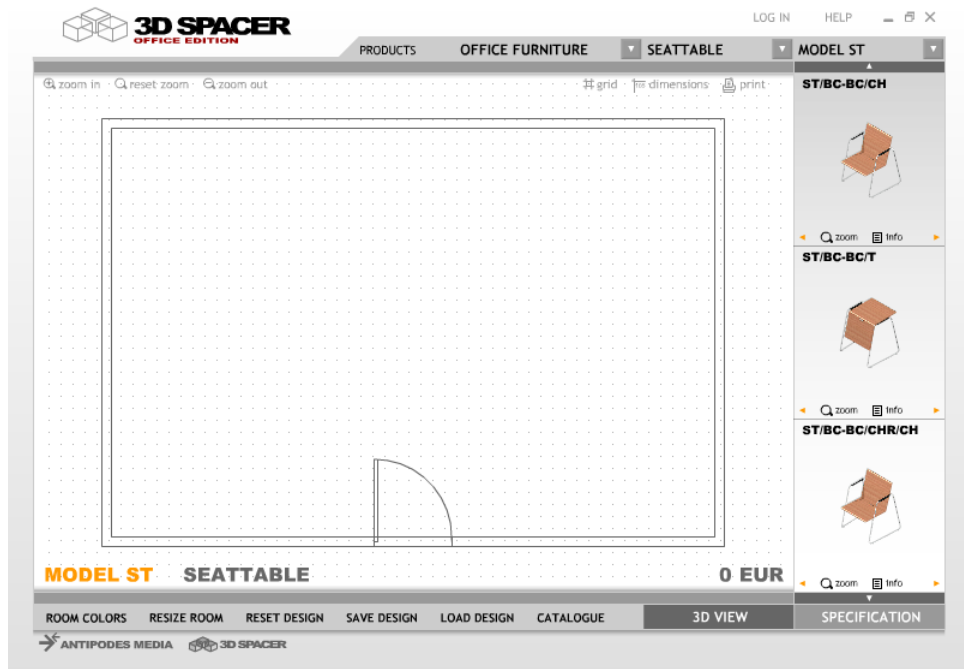 3D SPACER
OFFICE EDITION
LOG IN HELP
PRODUCTS OFFICE FURNITURE SEATTABLE MODEL ST
zoom in reset zoom zoom out grid dimensions print
ST/BC-BC/CH
zoom info
ST/BC-BC/T
zoom info
ST/BC-BC/CHR/CH
MODEL ST SEATTABLE 0 EUR
zoom info
ROOM COLORS RESIZE ROOM RESET DESIGN SAVE DESIGN LOAD DESIGN CATALOGUE 3D VIEW SPECIFICATION
ANTIPODES MEDIA 3D SPACER